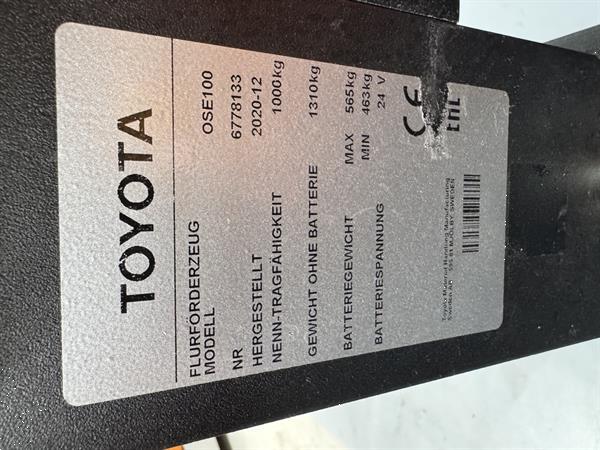 TOYOTA
FLURFÖRDERZEUG
MODELL OSE100
NR 6778133
HERGESTELLT 2020-12
NENN-TRAGFÄHIGKEIT 1000kg
GEWICHT OHNE BATTERIE 1310kg
BATTERIEGEWICHT MAX 565kg
MIN 463kg
BATTERIESPANNUNG 24 V
CE
EAC
Toyota Material Handling Manufacturing
Sweden AB 595 81 MJÖLBY SWEDEN